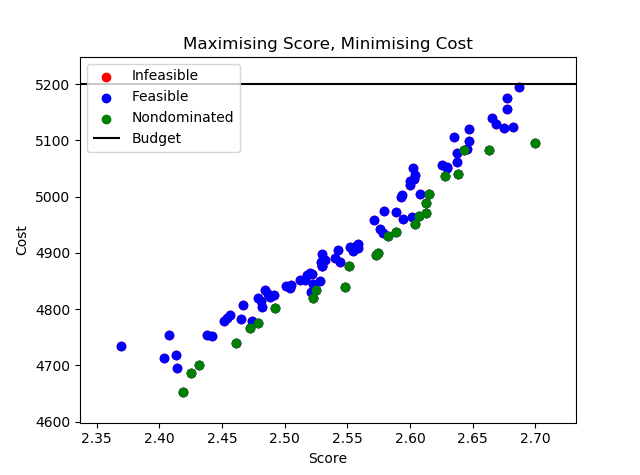 Maximising Score, Minimising Cost
Infeasible
Feasible
Nondominated
Budget
5200
5100
5000
4900
4800
4700
4600
Cost
2.35 2.40 2.45 2.50 2.55 2.60 2.65 2.70
Score